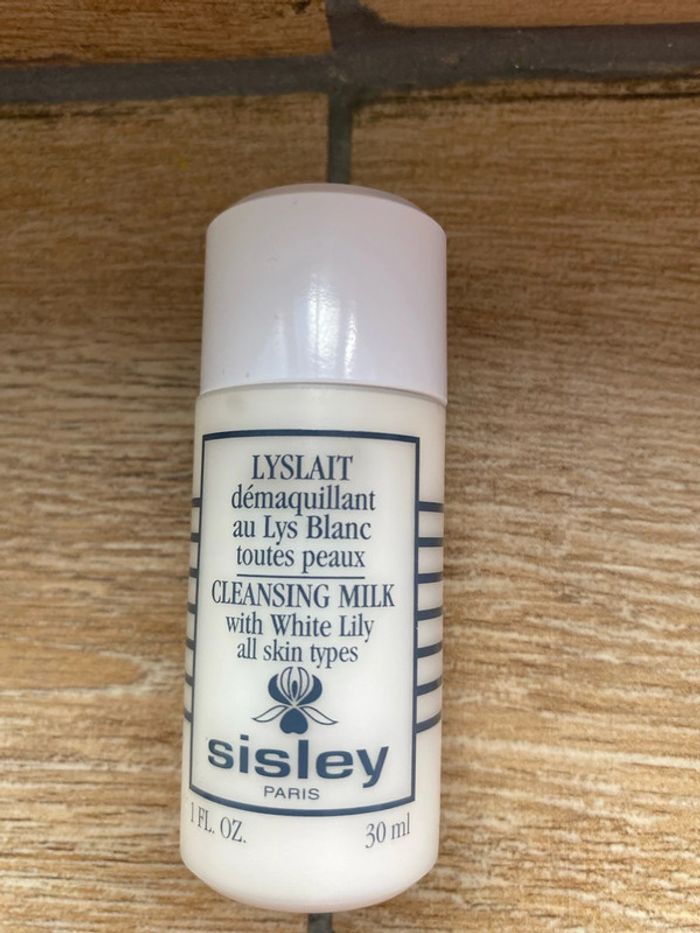 LYSLAIT
démaquillant
au Lys Blanc
toutes peaux
CLEANSING MILK
with White Lily
all skin types
sisley
PARIS
1 FL. OZ. 30 ml